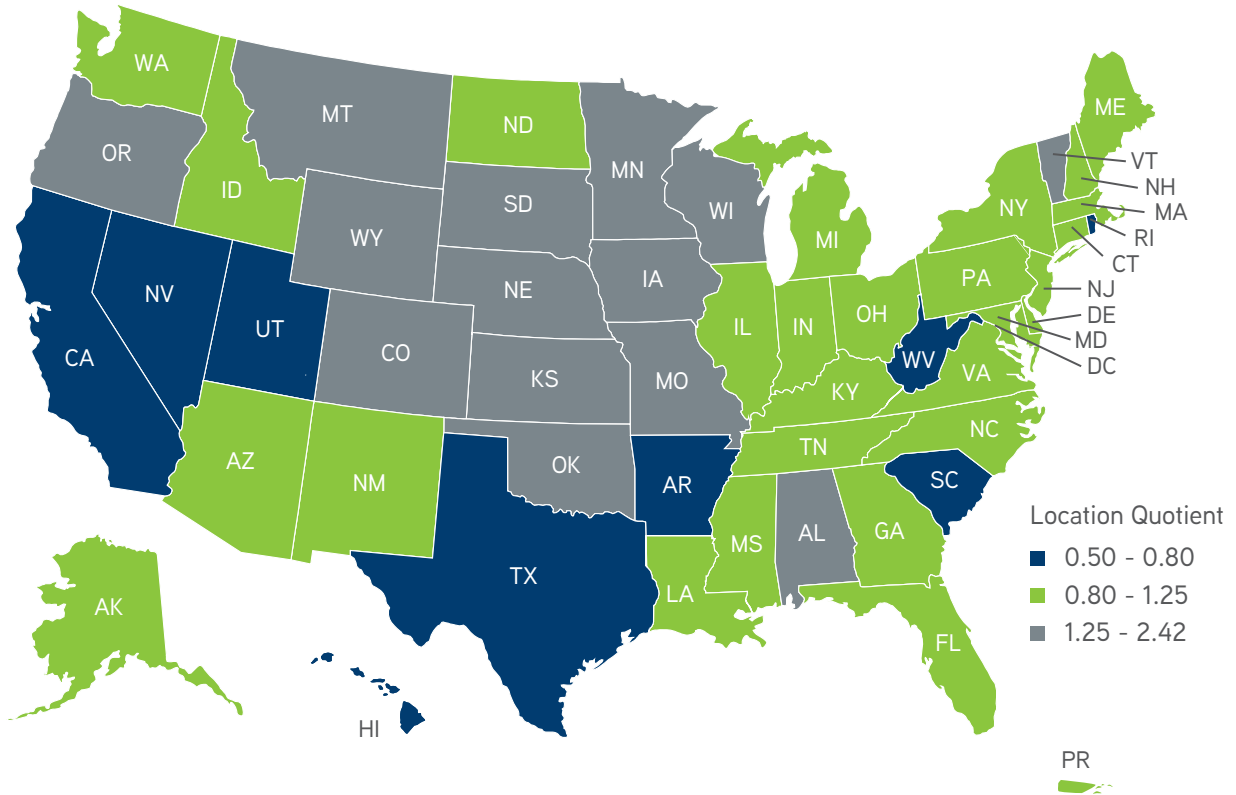 WA
MT
ND
ME
OR
MN
VT
ID
SD
WI
NH
NY
MA
WY
MI
RI
CT
NE
IA
PA
NJ
NV
UT
IL
IN
OH
DE
MD
CA
CO
KS
MO
WV
VA
DC
KY
NC
AZ
NM
OK
AR
TN
SC
TX
MS
AL
GA
Location Quotient
0.50 - 0.80
0.80 - 1.25
1.25 - 2.42
AK
LA
FL
HI
PR